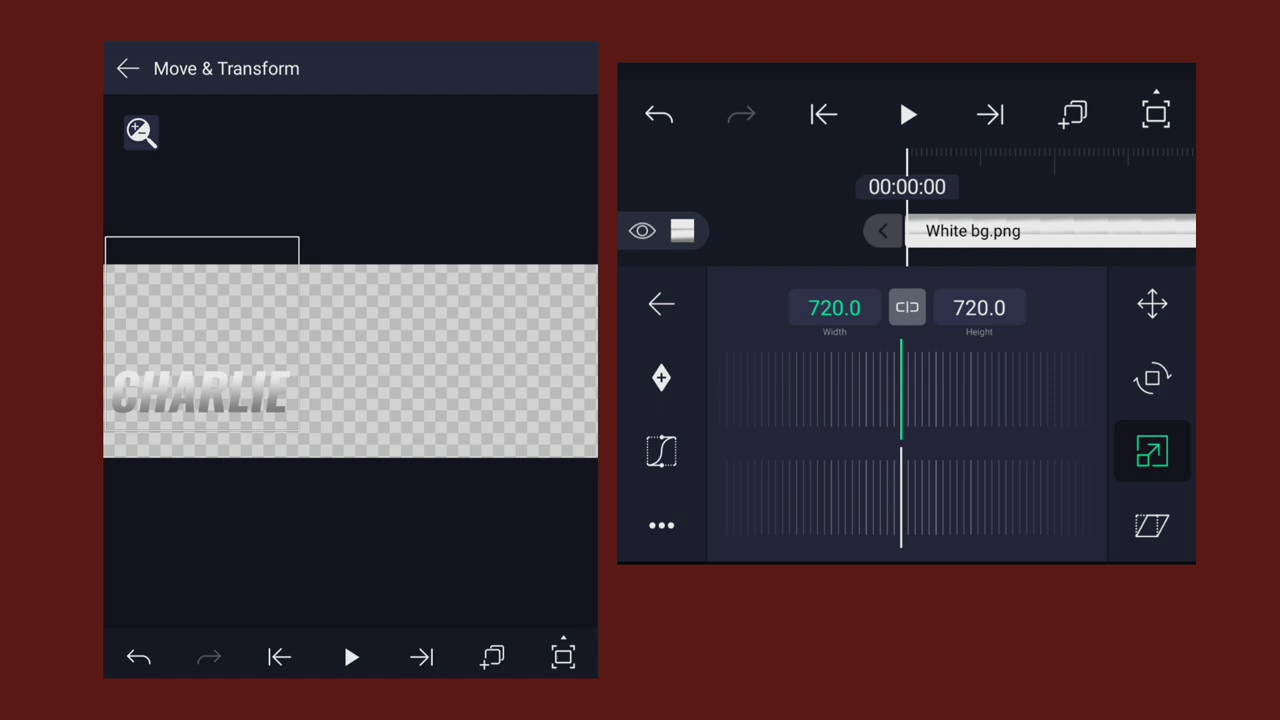 Move & Transform
CHARLIE
00:00:00
White bg.png
720.0
720.0
Width
Height